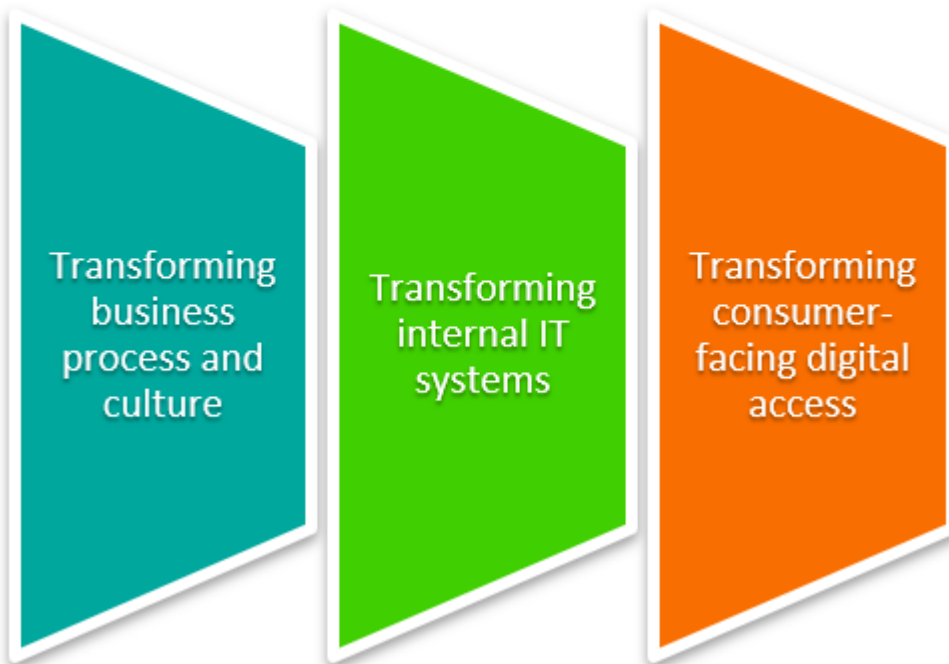 Transforming
business
process and
culture
Transforming
internal IT
systems
Transforming
consumer-
facing digital
access